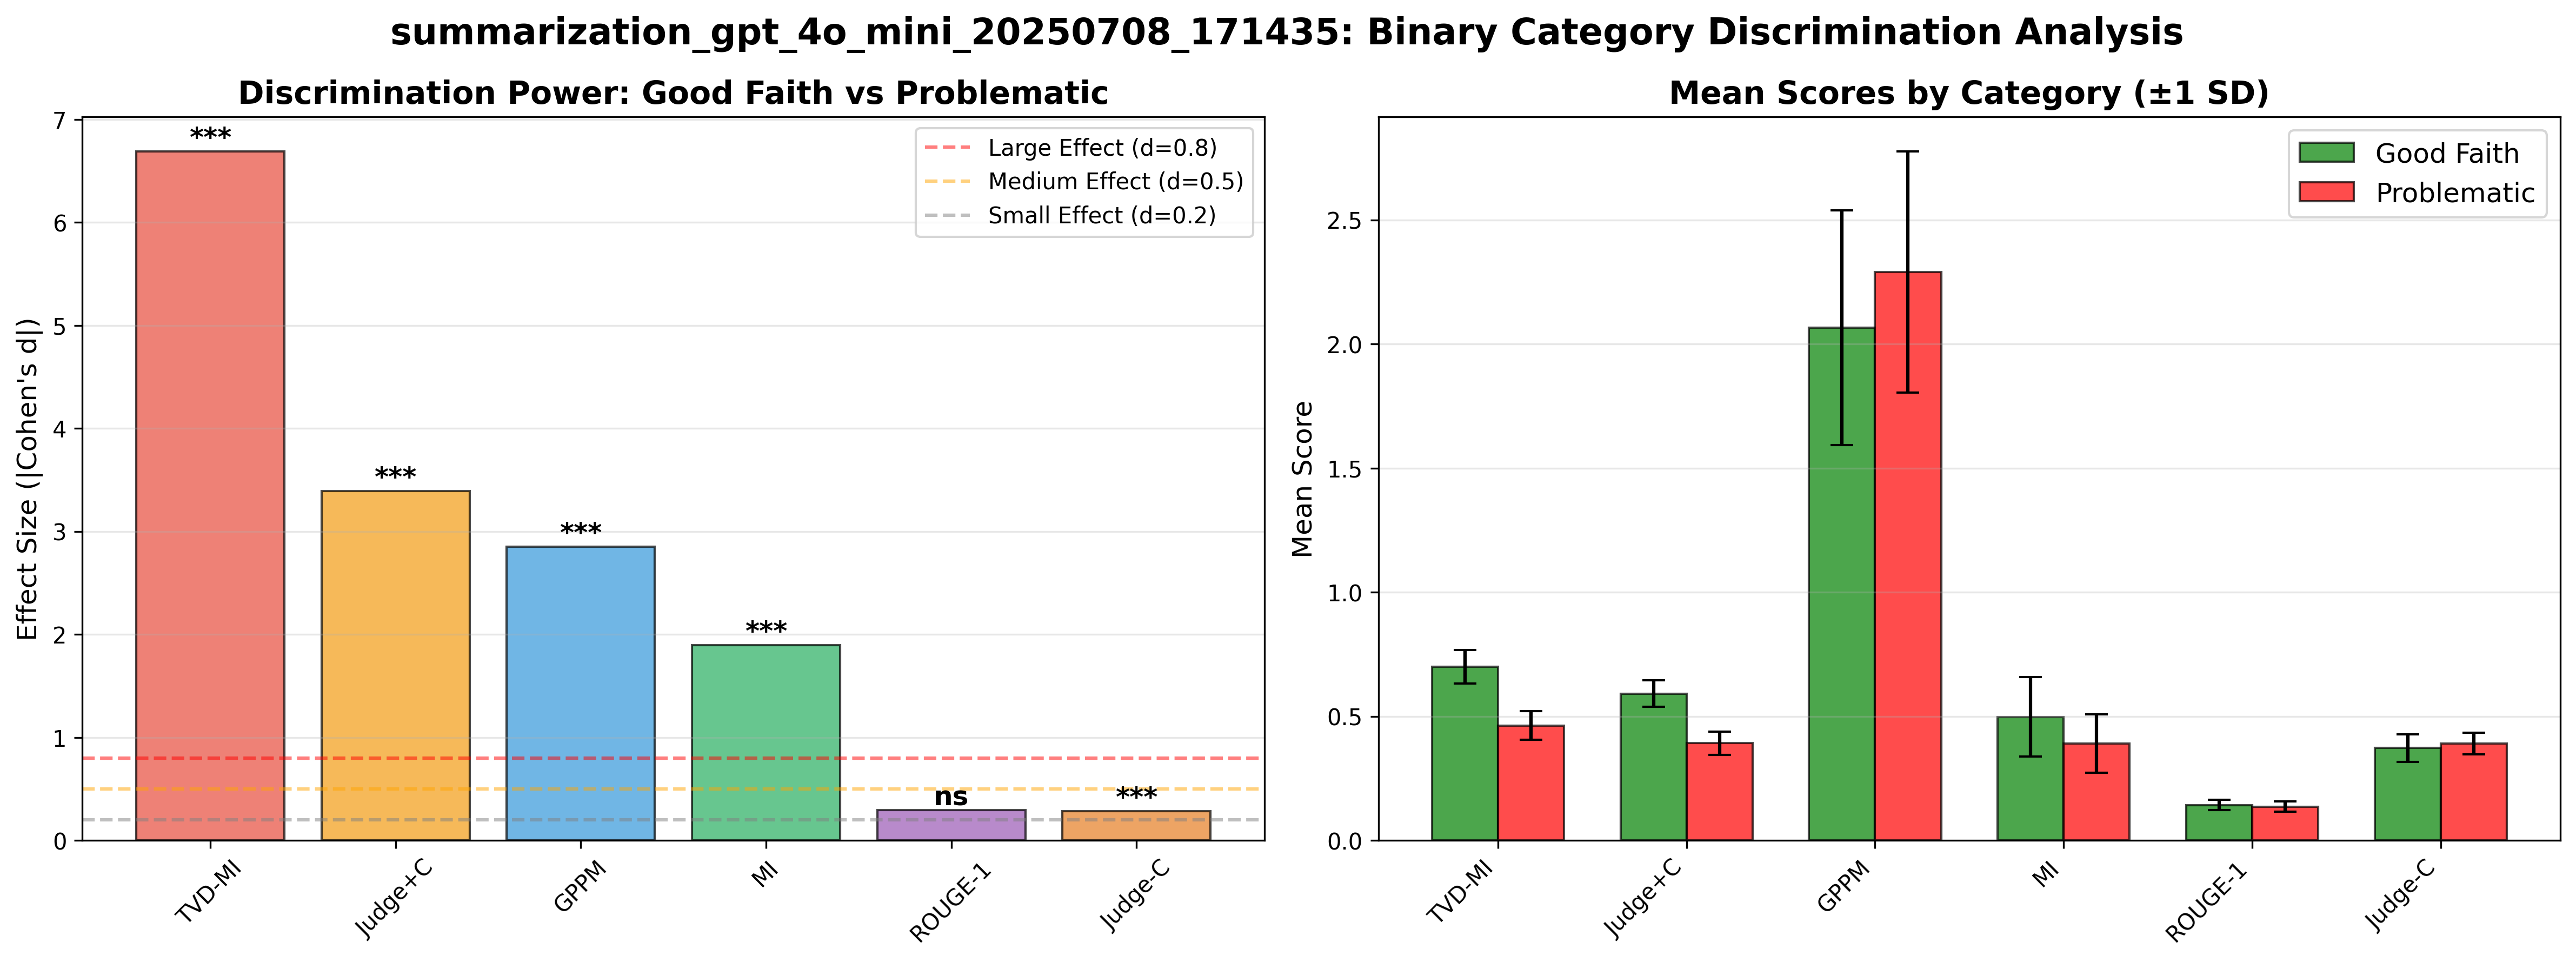 summarization_gpt_4o_mini_20250708_171435: Binary Category Discrimination Analysis
Discrimination Power: Good Faith vs Problematic
Effect Size (|Cohen's d|)
7
6
5
4
3
2
1
0
***
***
***
***
ns
***
Large Effect (d=0.8)
Medium Effect (d=0.5)
Small Effect (d=0.2)
TVD-MI
Judge+C
GPPM
MI
ROUGE-1
Judge-C
Mean Scores by Category (±1 SD)
Mean Score
2.5
2.0
1.5
1.0
0.5
0.0
Good Faith
Problematic
TVD-MI
Judge+C
GPPM
MI
ROUGE-1
Judge-C